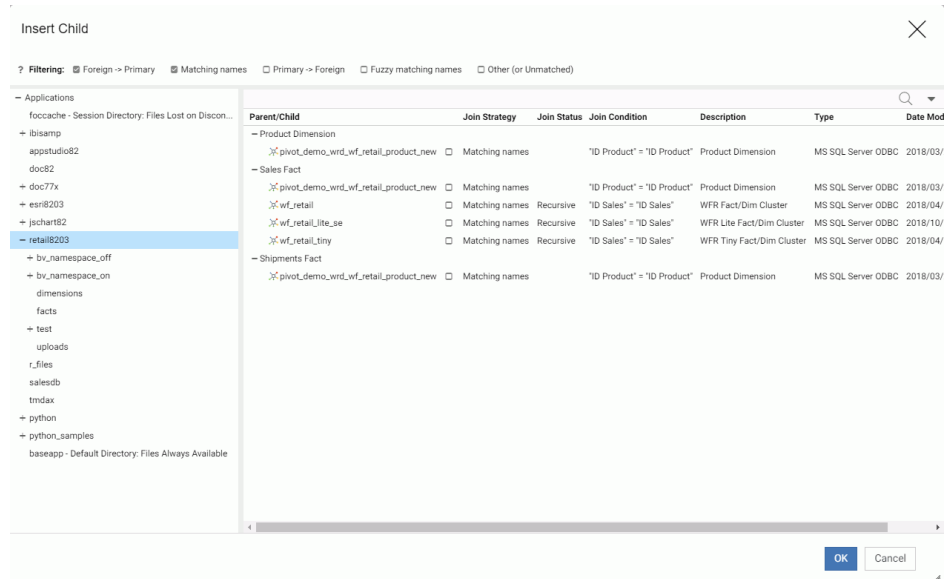 Insert Child
? Filtering: Foreign -> Primary Matching names Primary -> Foreign Fuzzy matching names Other (or Unmatched)
Applications
foccache - Session Directory: Files Lost on Discon...
ibisamp
appstudio82
doc82
doc77x
esri8203
jschart82
retail8203
bv_namespace_off
bv_namespace_on
dimensions
facts
test
uploads
r_files
salesdb
tmdax
python
python_samples
baseapp - Default Directory: Files Always Available
Parent/Child Join Strategy Join Status Join Condition Description Type Date Mod
Product Dimension
pivot_demo_wrd_wf_retail_product_new Matching names "ID Product" = "ID Product" Product Dimension MS SQL Server ODBC 2018/03/
Sales Fact
pivot_demo_wrd_wf_retail_product_new Matching names "ID Product" = "ID Product" Product Dimension MS SQL Server ODBC 2018/03/
wf_retail Matching names Recursive "ID Sales" = "ID Sales" WFR Fact/Dim Cluster MS SQL Server ODBC 2018/04/
wf_retail_lite_se Matching names Recursive "ID Sales" = "ID Sales" WFR Lite Fact/Dim Cluster MS SQL Server ODBC 2018/10/
wf_retail_tiny Matching names Recursive "ID Sales" = "ID Sales" WFR Tiny Fact/Dim Cluster MS SQL Server ODBC 2018/04/
Shipments Fact
pivot_demo_wrd_wf_retail_product_new Matching names "ID Product" = "ID Product" Product Dimension MS SQL Server ODBC 2018/03/
OK Cancel